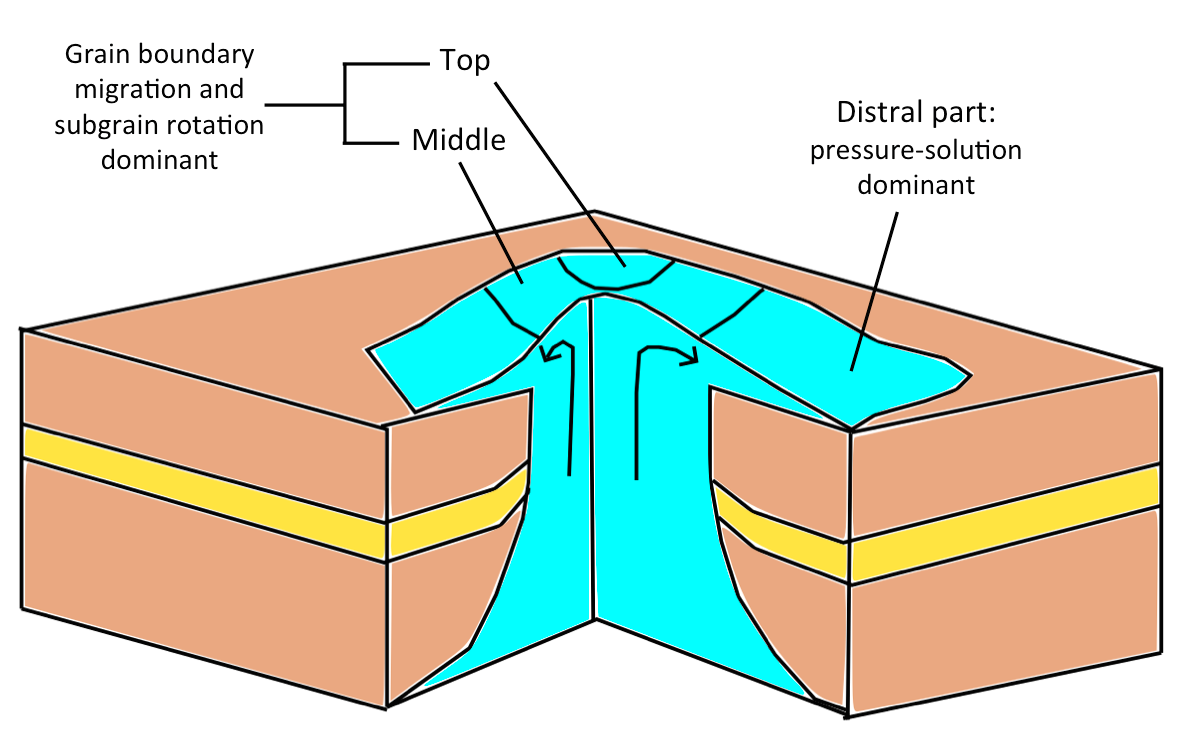 Grain boundary
migration and
subgrain rotation
dominant
Top
Middle
Distral part:
pressure-solution
dominant